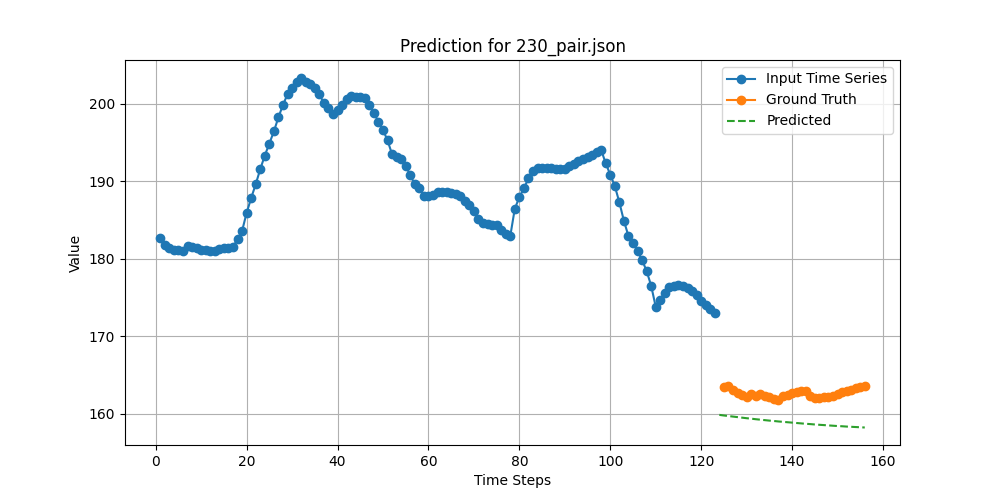 Prediction for 230_pair.json
Input Time Series
Ground Truth
Predicted
Value
200
190
180
170
160
0 20 40 60 80 100 120 140 160
Time Steps